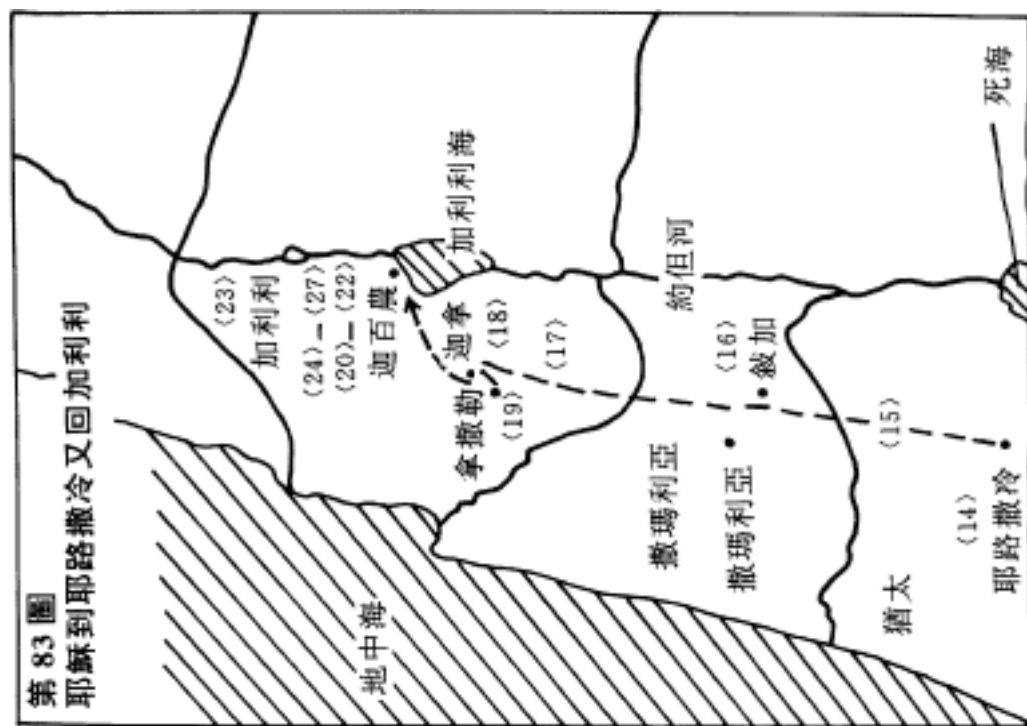 第83圖
耶穌到耶路撒冷又回加利利
地中海
〈23〉
加利利
〈24〉–〈27〉
〈20〉–〈22〉
迦百農
加利利海
迦拿
〈18〉
拿撒勒
〈19〉
〈17〉
約但河
〈16〉
敍加
撒瑪利亞
撒瑪利亞
〈15〉
〈14〉
耶路撒冷
猶太
死海